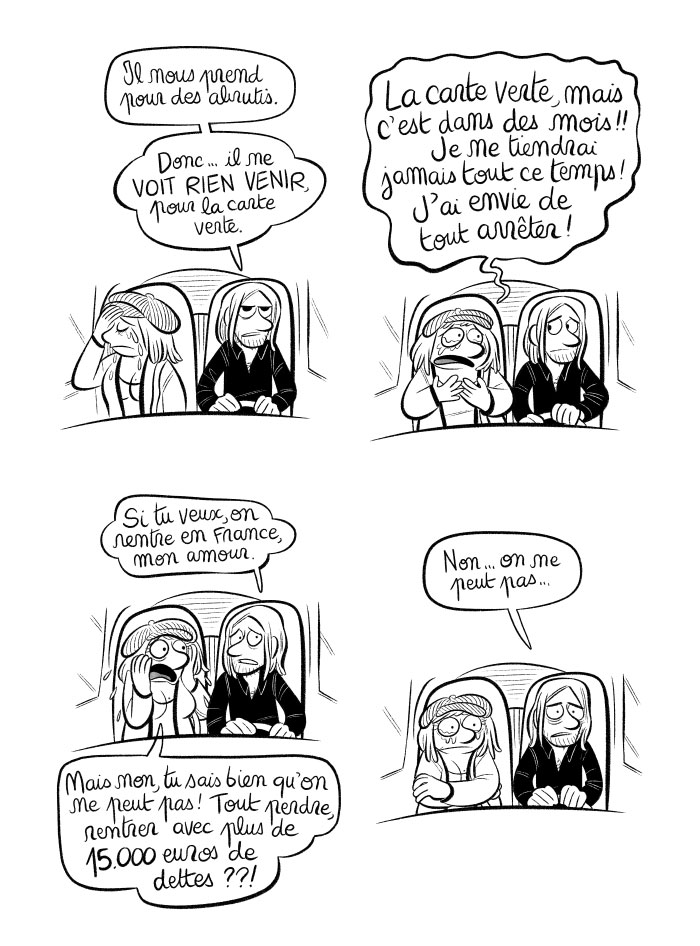 Il nous prend
pour des abrutis.
Donc... il ne
VOIT RIEN VENIR,
pour la carte
verte.
La carte verte, mais
c'est dans des mois!!
Je ne tiendrai
jamais tout ce temps!
J'ai envie de
tout arrêter!
Si tu veux, on
rentre en France,
mon amour.
Mais non, tu sais bien qu'on
ne peut pas! Tout perdre,
rentrer avec plus de
15.000 euros de
dettes ??!
Non... on ne
peut pas...